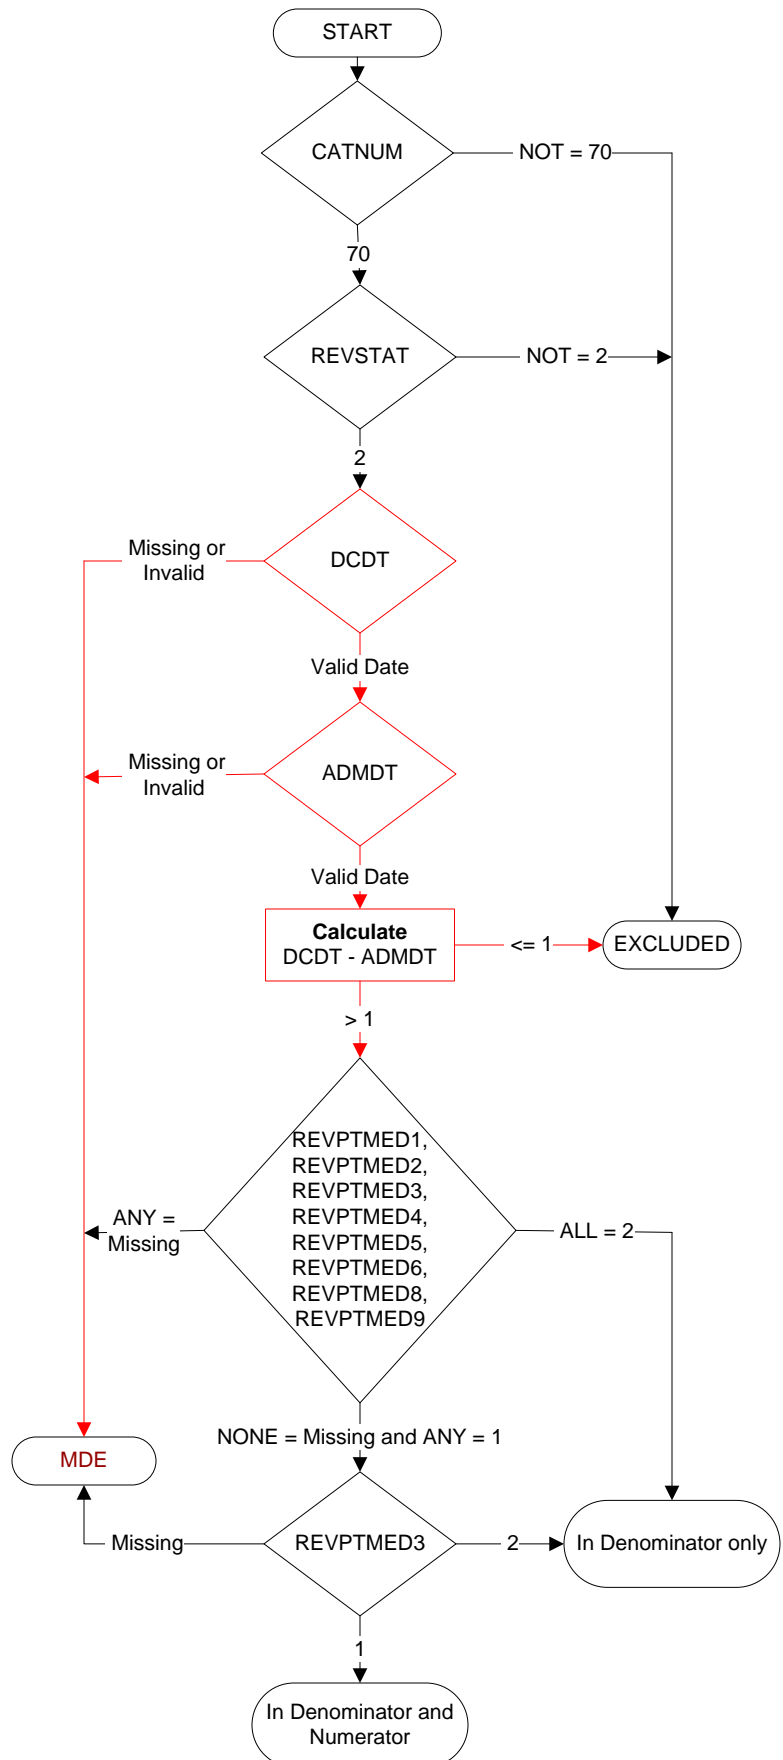 START
CATNUM
NOT = 70
70
REVSTAT
NOT = 2
2
Missing or
Invalid
DCDT
Valid Date
Missing or
Invalid
ADMDT
Valid Date
Calculate
DCDT - ADMDT
<= 1
EXCLUDED
> 1
REVPTMED1,
REVPTMED2,
REVPTMED3,
REVPTMED4,
REVPTMED5,
REVPTMED6,
REVPTMED8,
REVPTMED9
ANY =
Missing
ALL = 2
NONE = Missing and ANY = 1
MDE
Missing
REVPTMED3
2
In Denominator only
1
In Denominator and
Numerator